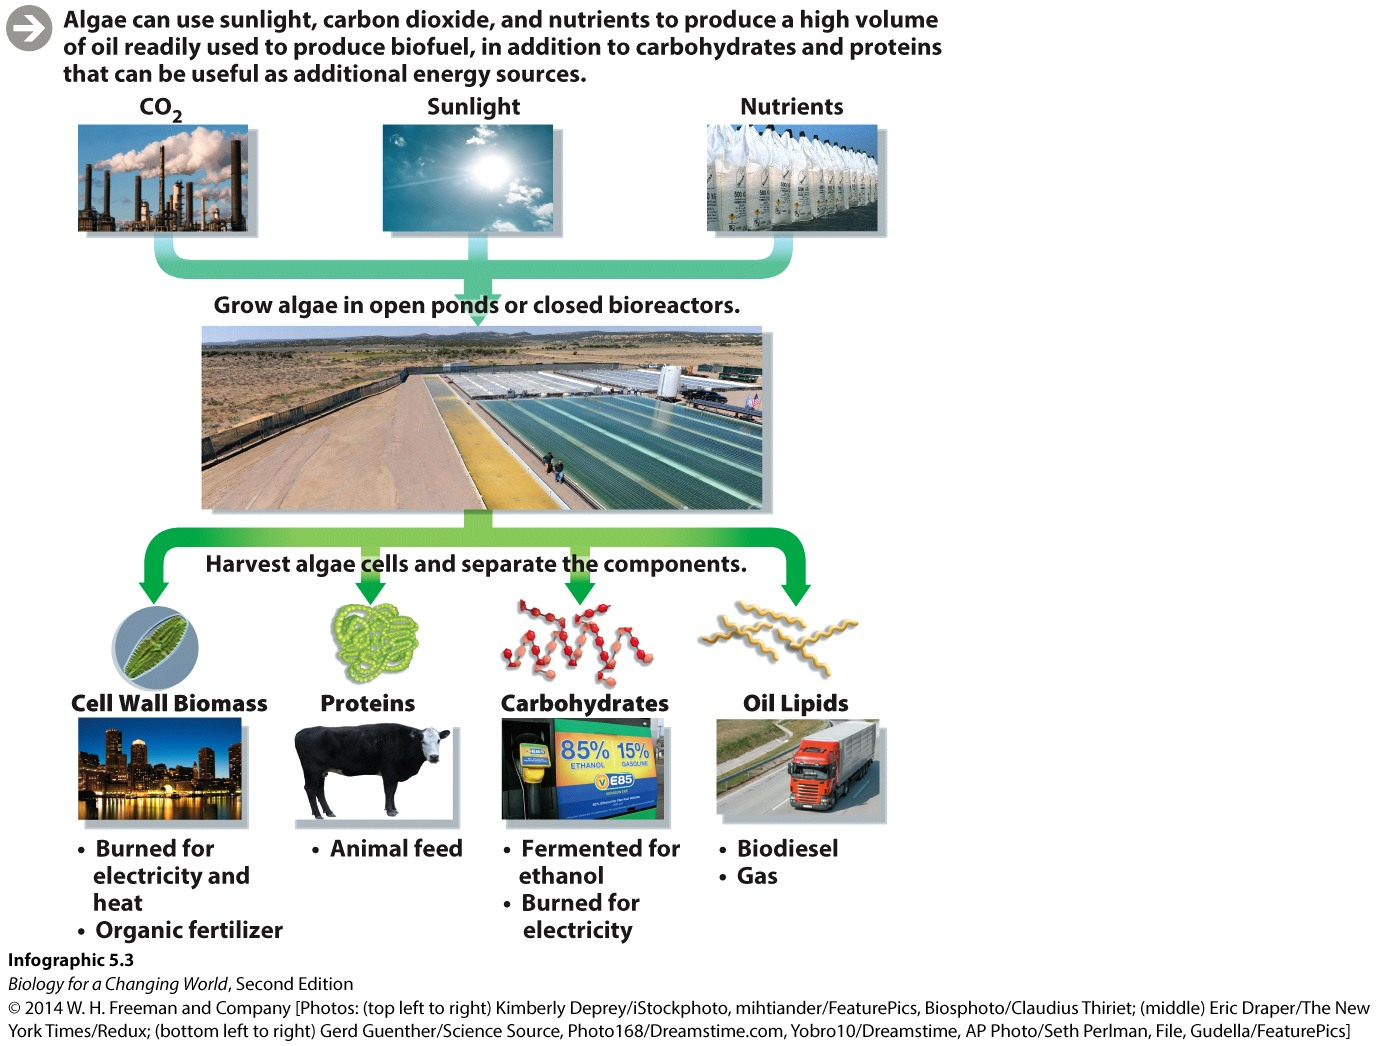 Algae can use sunlight, carbon dioxide, and nutrients to produce a high volume
of oil readily used to produce biofuel, in addition to carbohydrates and proteins
that can be useful as additional energy sources.
CO₂
Sunlight
Nutrients
Grow algae in open ponds or closed bioreactors.
Harvest algae cells and separate the components.
Cell Wall Biomass
Proteins
Carbohydrates
Oil Lipids
85% 15%
ETHANOL GASOLINE
E85
• Burned for
electricity and
heat
• Organic fertilizer
• Animal feed
• Fermented for
ethanol
• Burned for
electricity
• Biodiesel
• Gas
Infographic 5.3
Biology for a Changing World, Second Edition
© 2014 W. H. Freeman and Company [Photos: (top left to right) Kimberly Deprey/iStockphoto, mihtiander/FeaturePics, Biosphoto/Claudius Thiriet; (middle) Eric Draper/The New
York Times/Redux; (bottom left to right) Gerd Guenther/Science Source, Photo168/Dreamstime.com, Yobro10/Dreamstime, AP Photo/Seth Perlman, File, Gudella/FeaturePics]